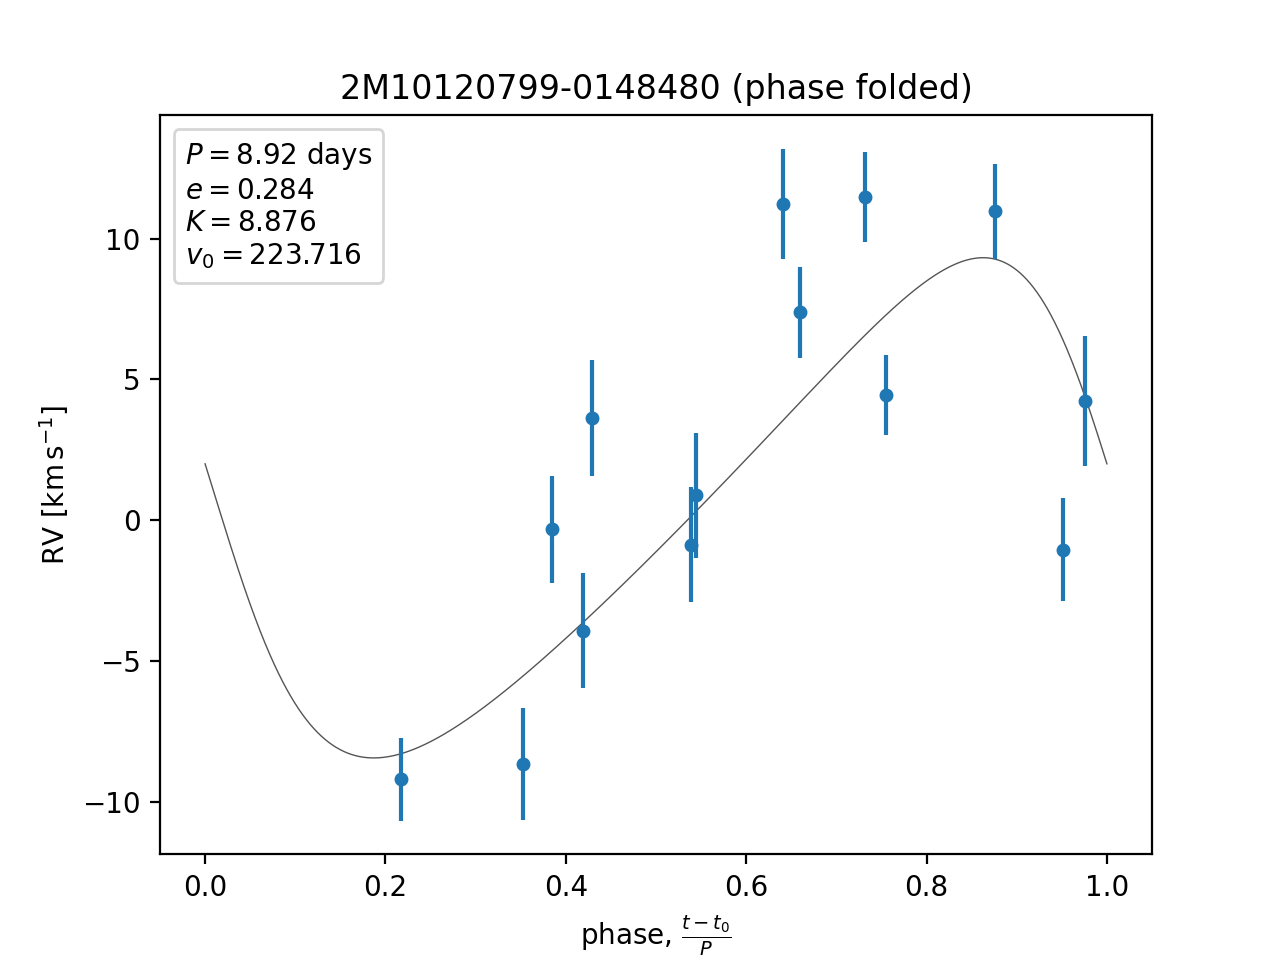 2M10120799-0148480 (phase folded)
P = 8.92 days
e = 0.284
K = 8.876
v₀ = 223.716
10
5
0
−5
−10
RV [km s⁻¹]
0.0 0.2 0.4 0.6 0.8 1.0
phase, (t − t₀)/P